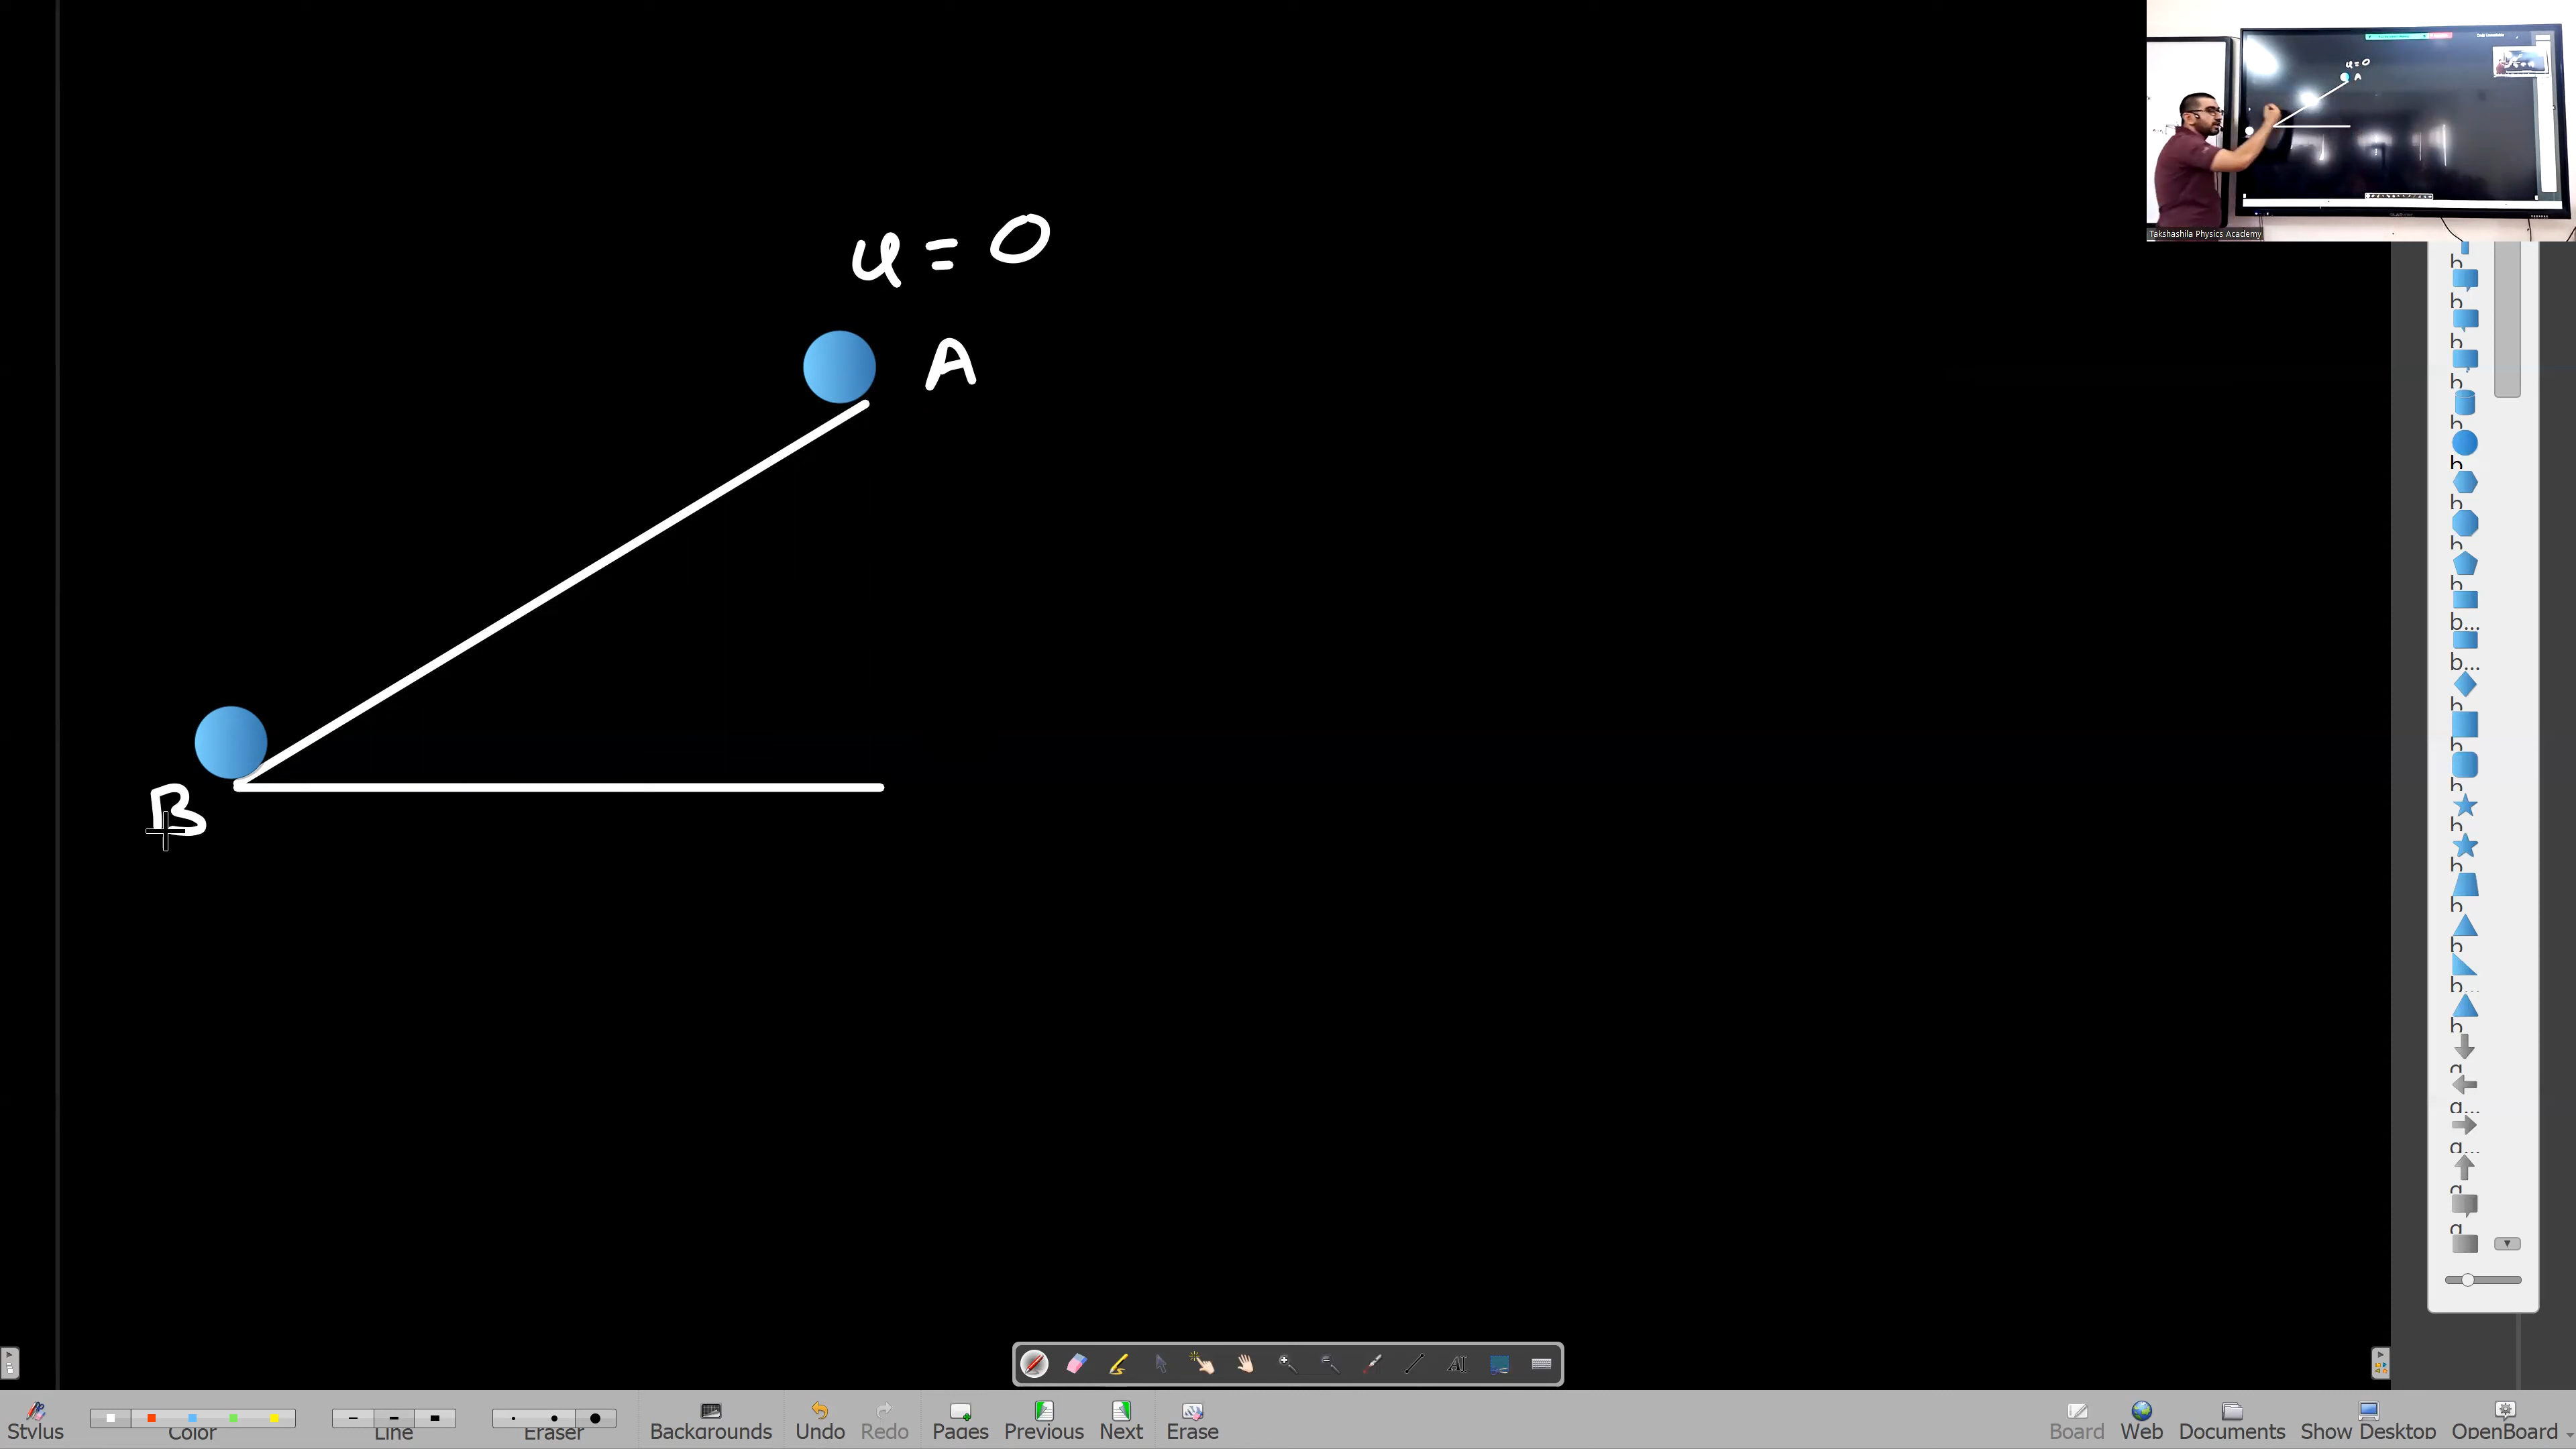 u = 0
A
B
Takshashila Physics Academy
b
b
b
b
b
b
b
b
b
b...
b...
b
b
b
b
b
b
b
b...
b
a
a...
a...
a
a
Stylus
Color
Line
Eraser
Backgrounds
Undo
Redo
Pages
Previous
Next
Erase
Board
Web
Documents
Show Desktop
OpenBoard